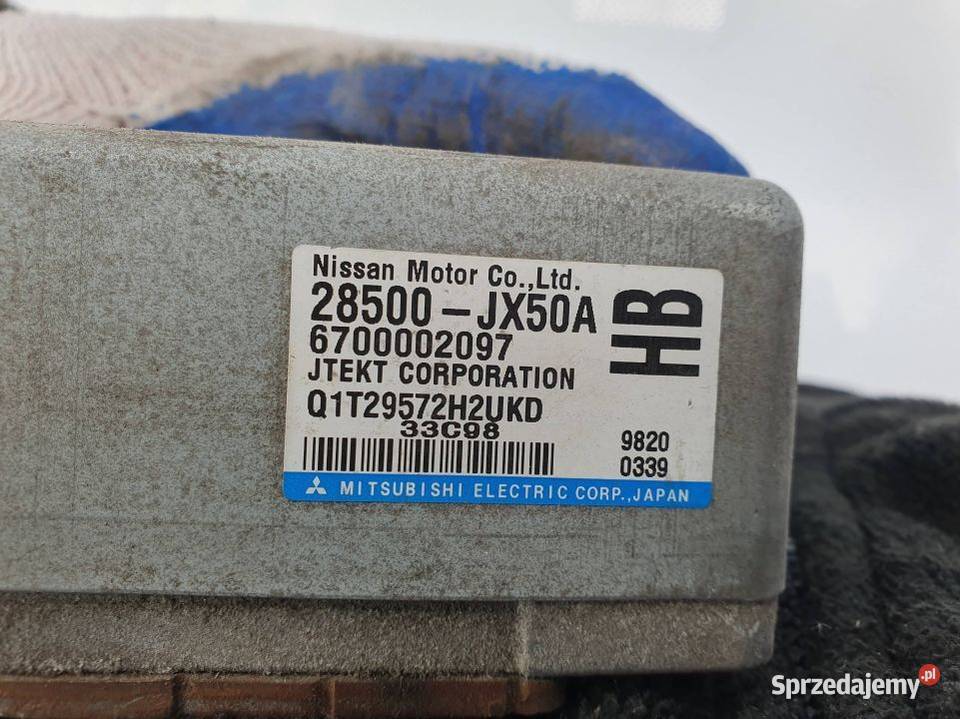 Nissan Motor Co.,Ltd.
28500-JX50A
HB
6700002097
JTEKT CORPORATION
Q1T29572H2UKD
33C98
9820
0339
MITSUBISHI ELECTRIC CORP., JAPAN
Sprzedajemy.pl